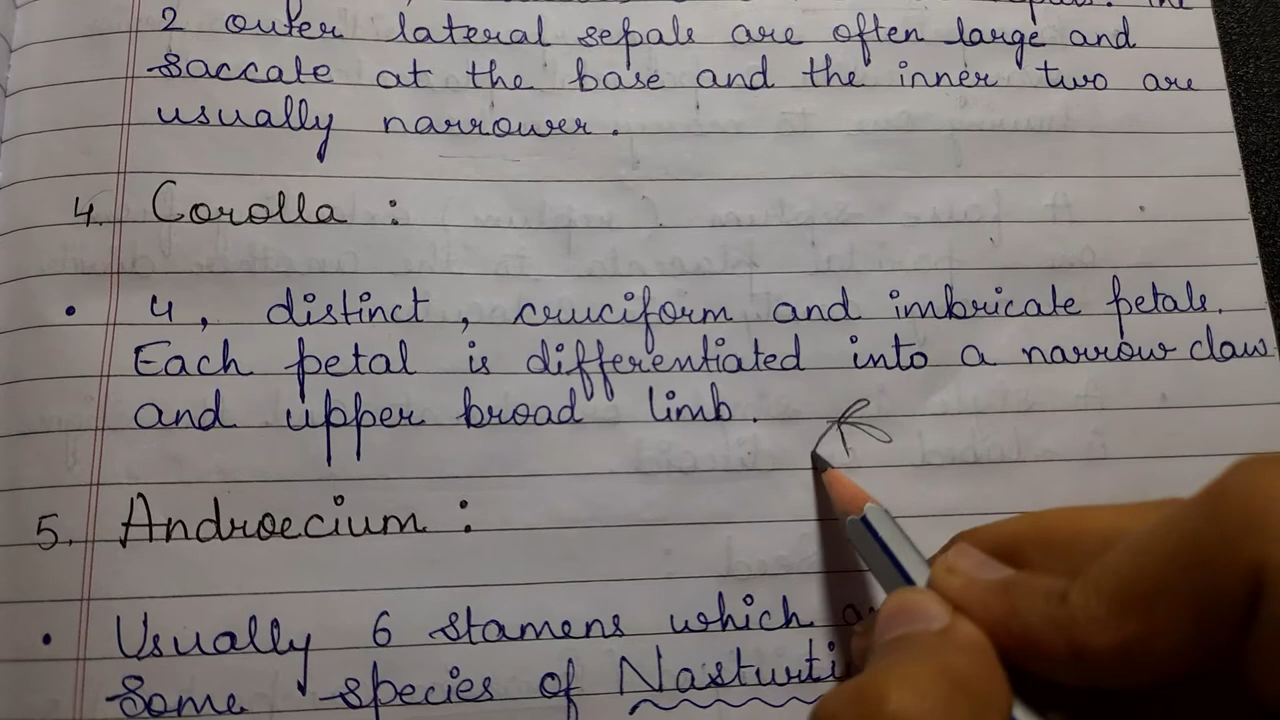 2 outer lateral sepals are often large and
saccate at the base and the inner two are
usually narrower.
4. Corolla :
• 4, distinct, cruciform and imbricate petals.
Each petal is differentiated into a narrow claw
and upper broad limb.
5. Androecium :
• Usually 6 stamens which
Some species of